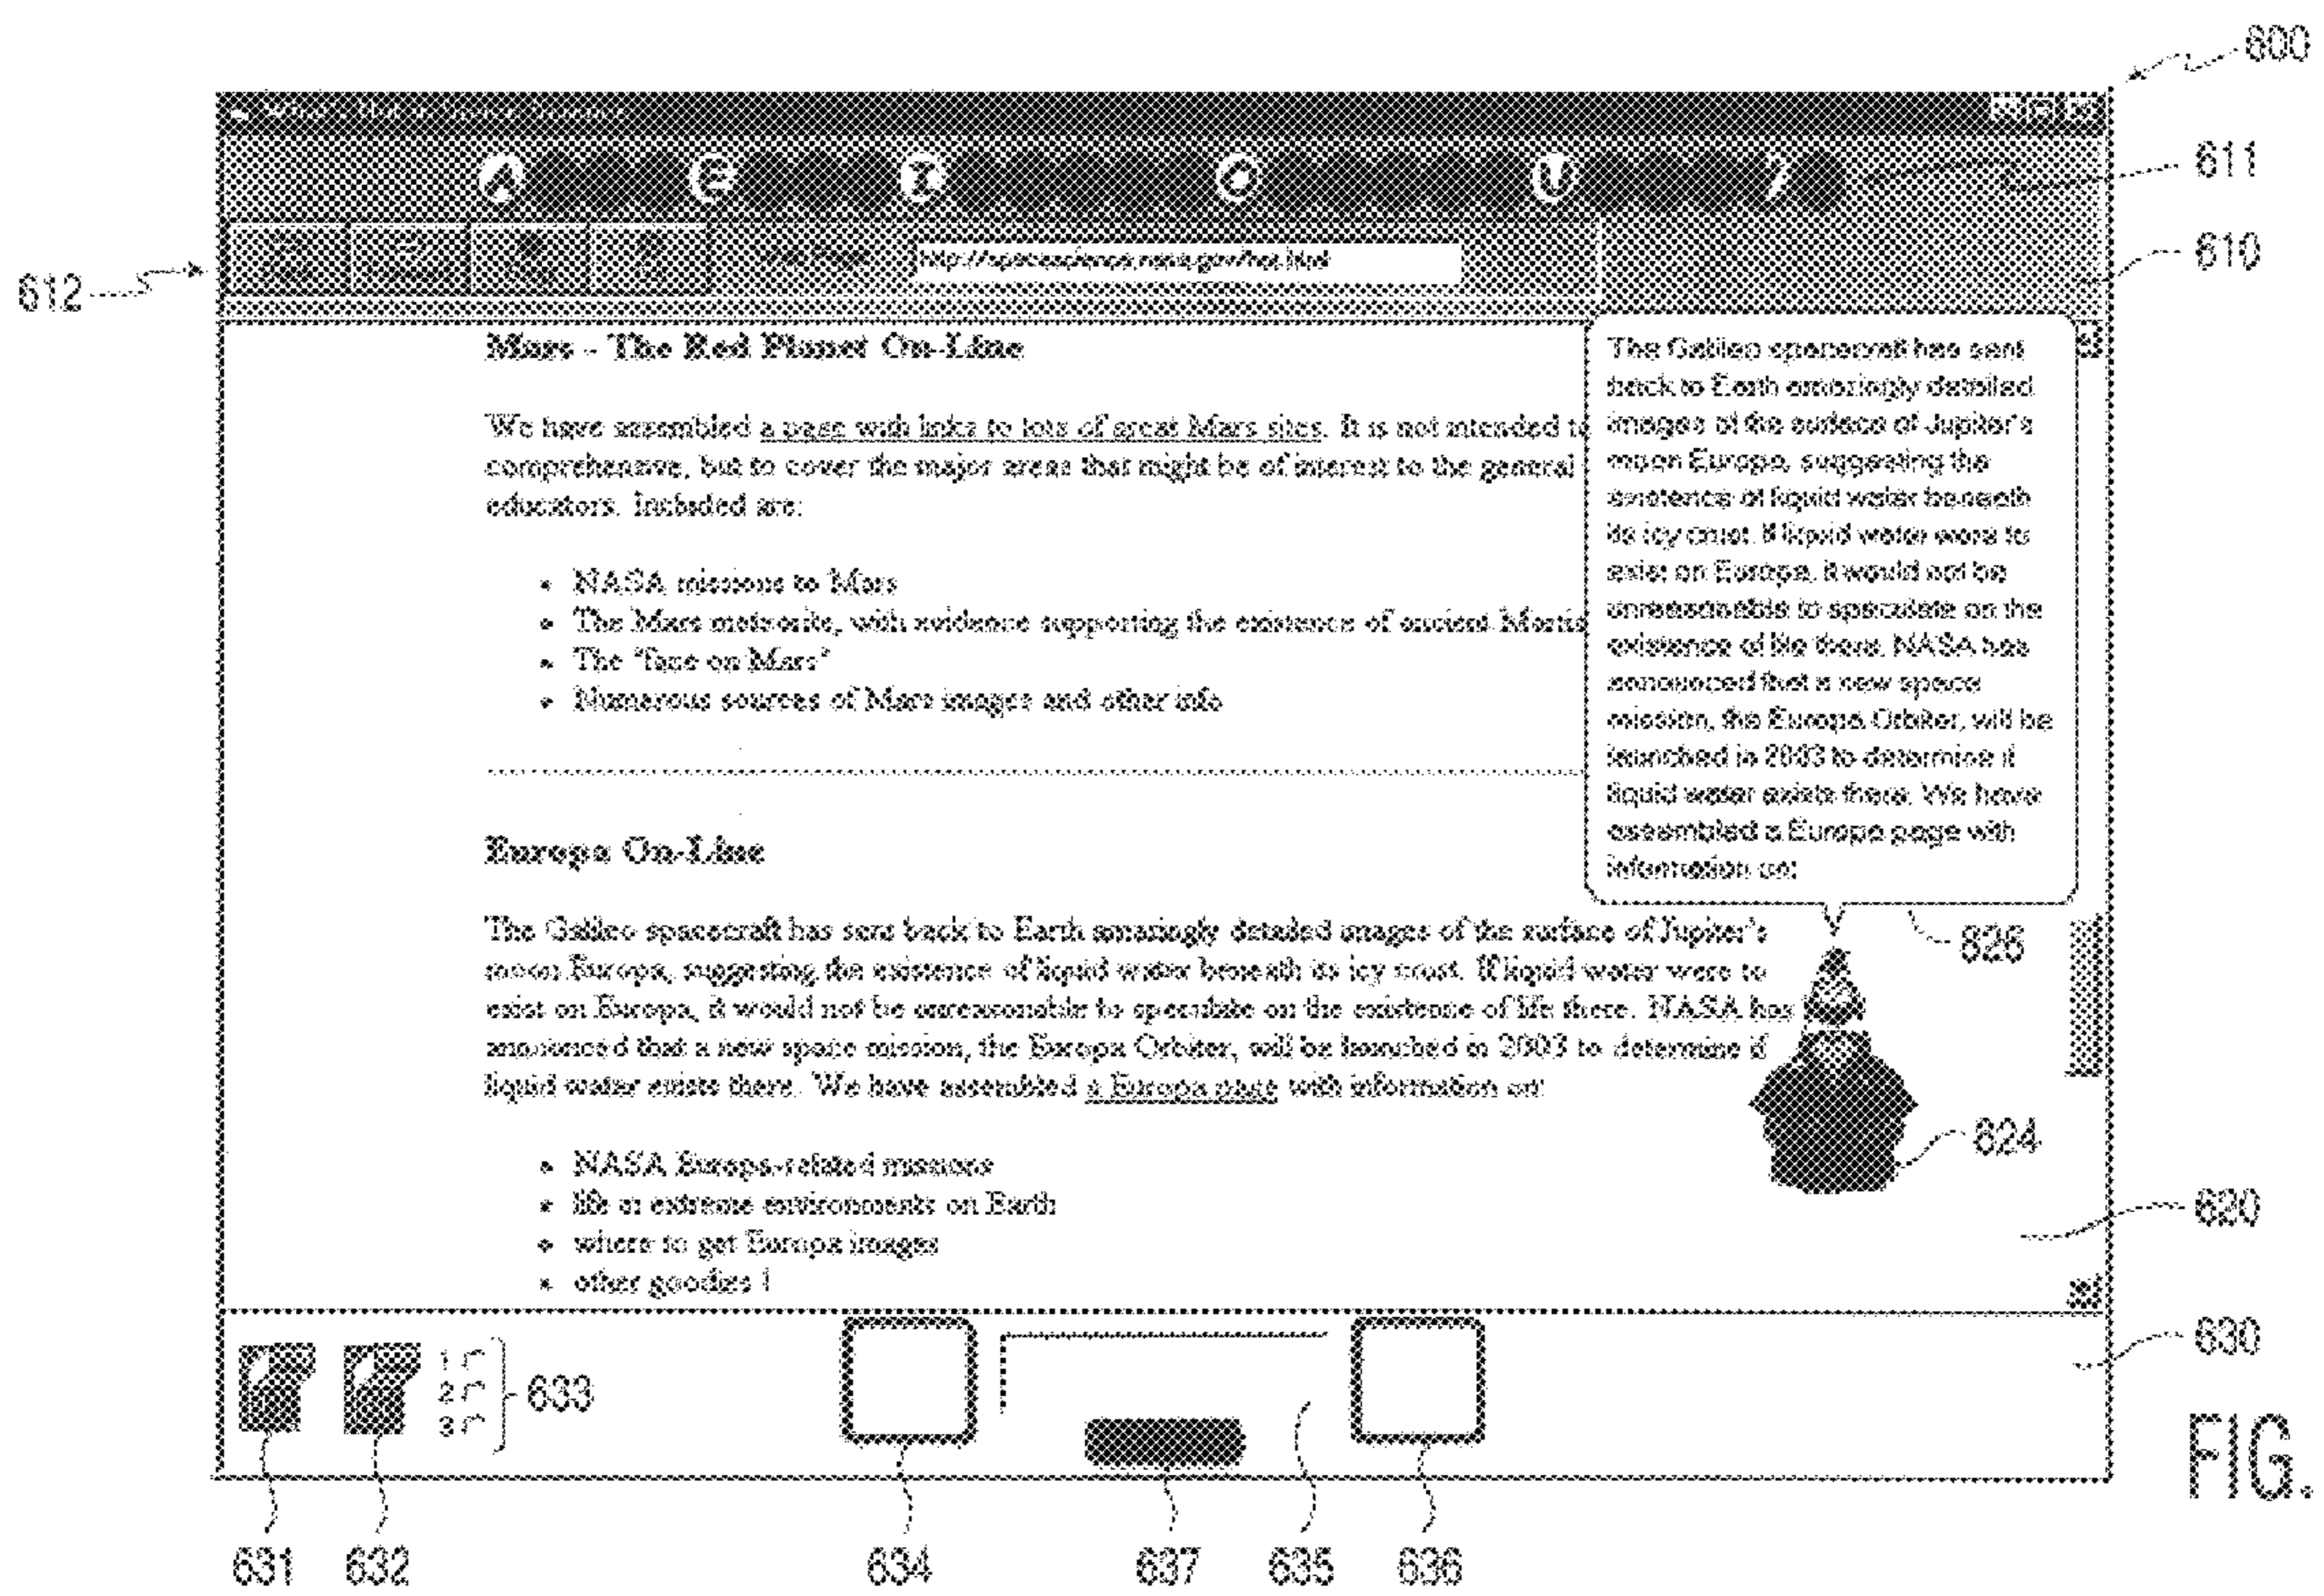 600
What's Hot in Space Science
611
610
612
http://spacescience.nasa.gov/hot.html
Mars - The Red Planet On-Line
We have assembled a page with links to lots of great Mars sites. It is not intended to
comprehensive, but to cover the major areas that might be of interest to the general
educators. Included are:
• NASA missions to Mars
• The Mars meteorite, with evidence supporting the existence of ancient Martia
• The "face on Mars"
• Numerous sources of Mars images and other info
The Galileo spacecraft has sent
back to Earth amazingly detailed
images of the surface of Jupiter's
moon Europa, suggesting the
existence of liquid water beneath
its icy crust. If liquid water were to
exist on Europa, it would not be
unreasonable to speculate on the
existence of life there. NASA has
announced that a new space
mission, the Europa Orbiter, will be
launched in 2003 to determine if
liquid water exists there. We have
assembled a Europa page with
information on:
626
Europa On-Line
The Galileo spacecraft has sent back to Earth amazingly detailed images of the surface of Jupiter's
moon Europa, suggesting the existence of liquid water beneath its icy crust. If liquid water were to
exist on Europa, it would not be unreasonable to speculate on the existence of life there. NASA has
announced that a new space mission, the Europa Orbiter, will be launched in 2003 to determine if
liquid water exists there. We have assembled a Europa page with information on:
• NASA Europa-related missions
• life in extreme environments on Earth
• where to get Europa images
• other goodies !
624
620
630
1
2
3
633
FIG.
631 632 634 637 635 636